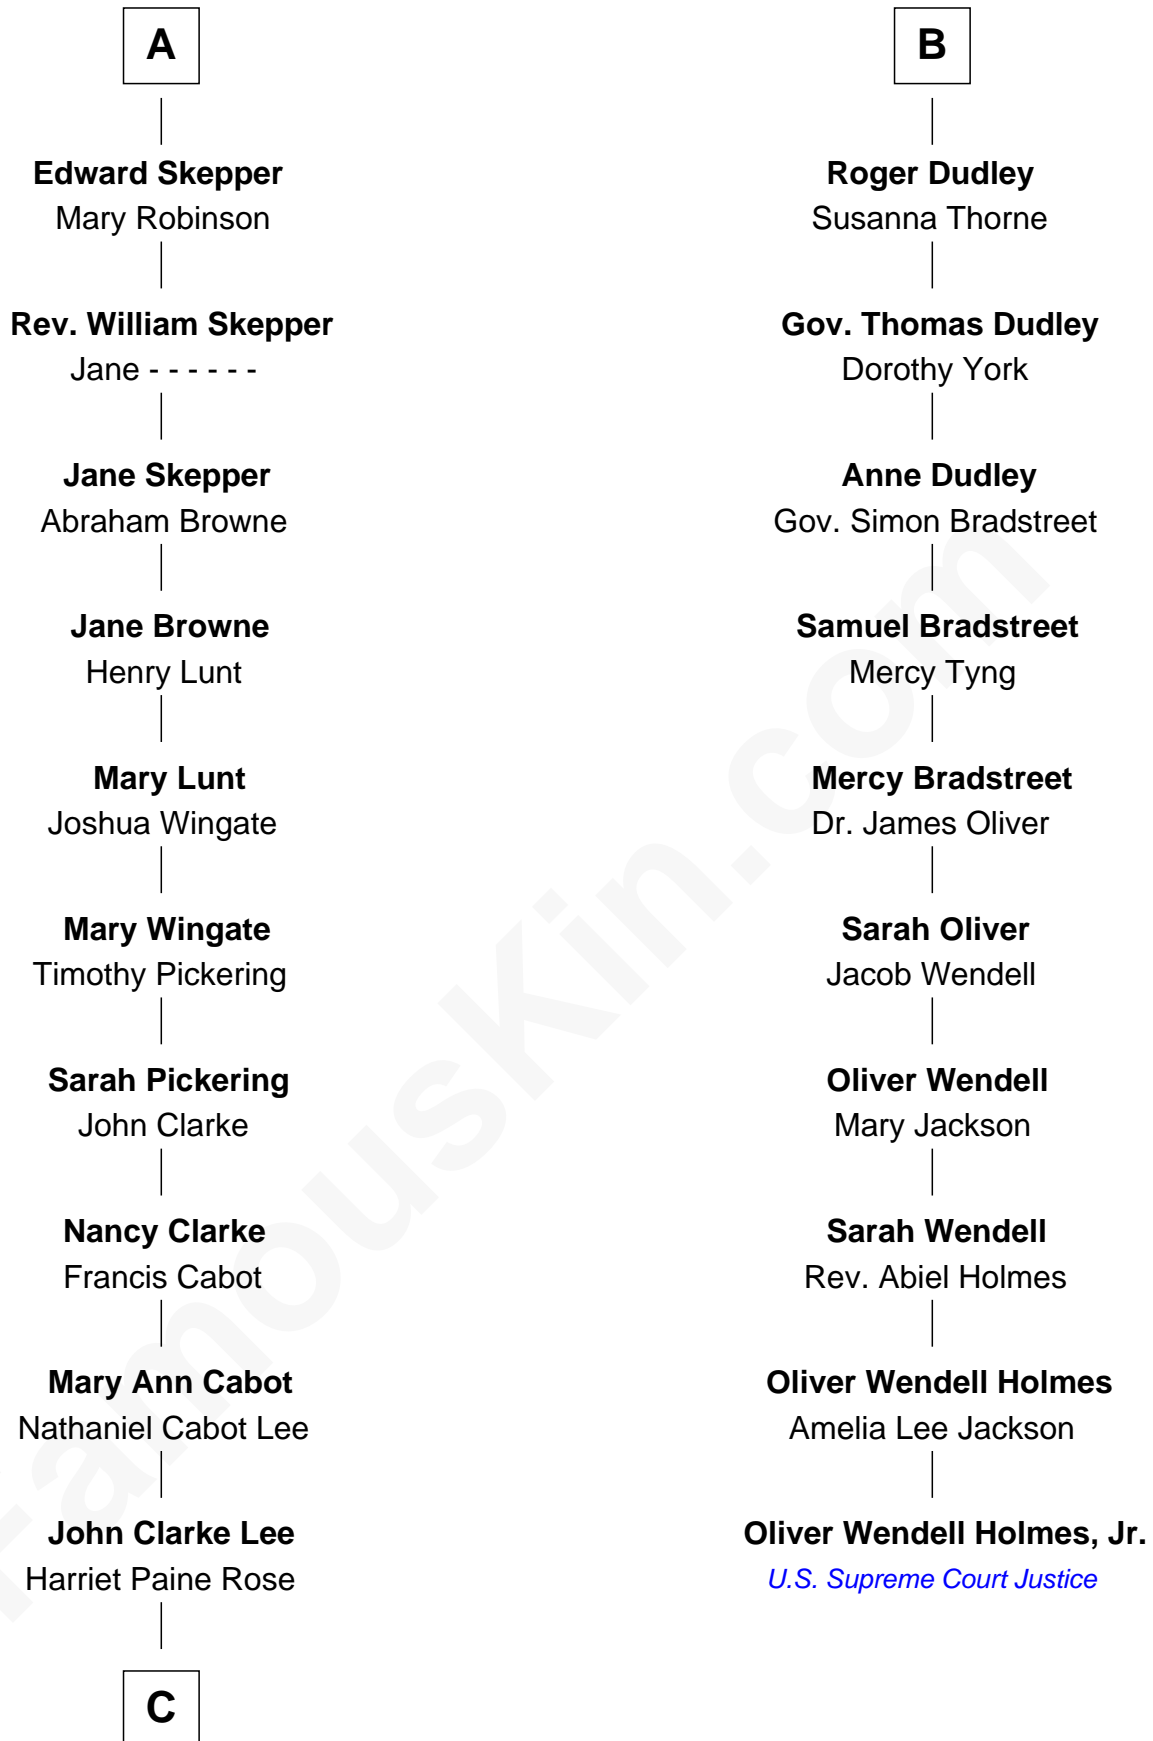 A
Edward Skepper
Mary Robinson
Rev. William Skepper
Jane - - - - - -
Jane Skepper
Abraham Browne
Jane Browne
Henry Lunt
Mary Lunt
Joshua Wingate
Mary Wingate
Timothy Pickering
Sarah Pickering
John Clarke
Nancy Clarke
Francis Cabot
Mary Ann Cabot
Nathaniel Cabot Lee
John Clarke Lee
Harriet Paine Rose
C
B
Roger Dudley
Susanna Thorne
Gov. Thomas Dudley
Dorothy York
Anne Dudley
Gov. Simon Bradstreet
Samuel Bradstreet
Mercy Tyng
Mercy Bradstreet
Dr. James Oliver
Sarah Oliver
Jacob Wendell
Oliver Wendell
Mary Jackson
Sarah Wendell
Rev. Abiel Holmes
Oliver Wendell Holmes
Amelia Lee Jackson
Oliver Wendell Holmes, Jr.
U.S. Supreme Court Justice
FamousKin.com